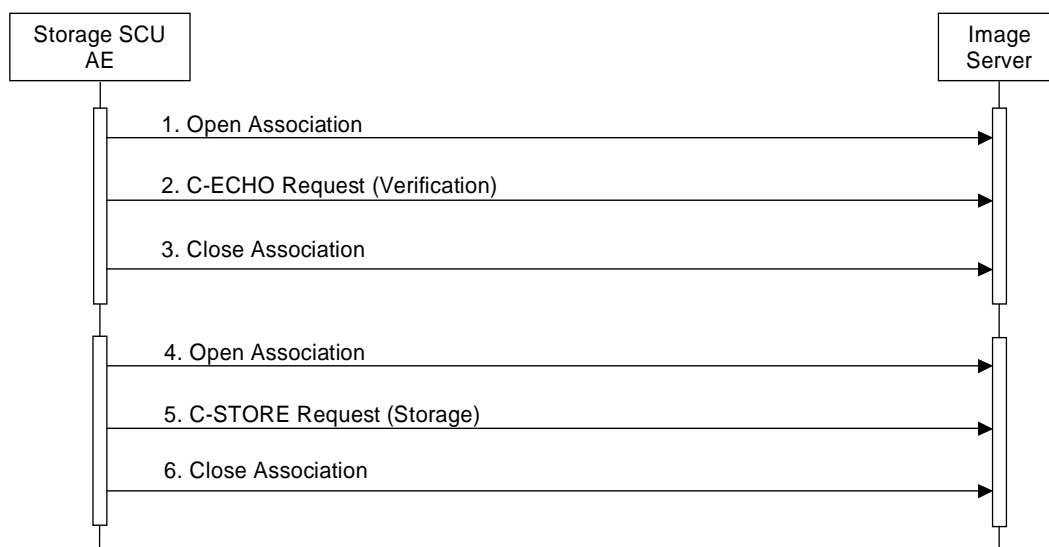 Storage SCU
AE
Image
Server
1. Open Association
2. C-ECHO Request (Verification)
3. Close Association
4. Open Association
5. C-STORE Request (Storage)
6. Close Association